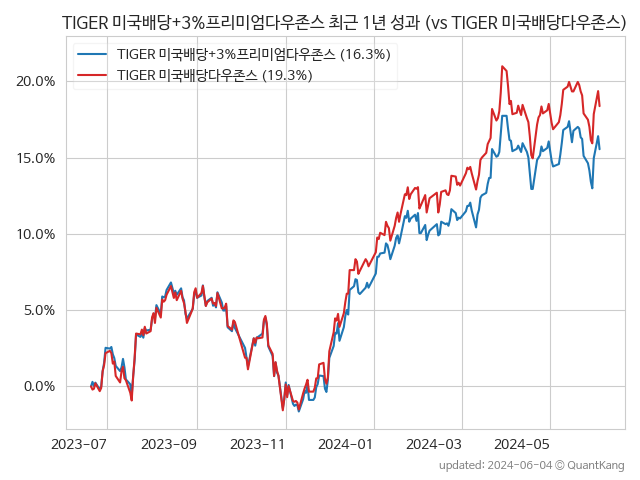 TIGER 미국배당+3%프리미엄다우존스 최근 1년 성과 (vs TIGER 미국배당다우존스)
TIGER 미국배당+3%프리미엄다우존스 (16.3%)
TIGER 미국배당다우존스 (19.3%)
20.0%
15.0%
10.0%
5.0%
0.0%
2023-07 2023-09 2023-11 2024-01 2024-03 2024-05
updated: 2024-06-04 © QuantKang